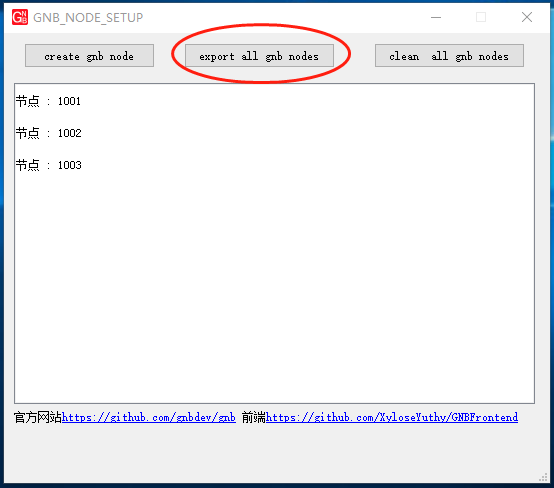 GNB GNB_NODE_SETUP
create gnb node export all gnb nodes clean all gnb nodes
节点 : 1001
节点 : 1002
节点 : 1003
官方网站https://github.com/gnbdev/gnb 前端https://github.com/XyloseYuthy/GNBFrontend